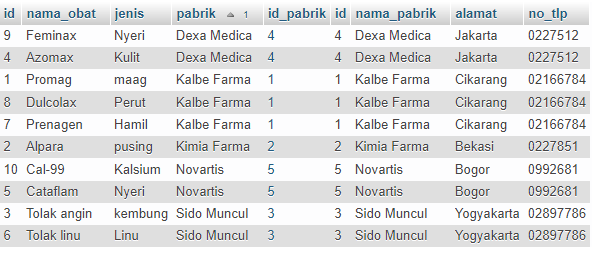 id nama_obat jenis pabrik 1 id_pabrik id nama_pabrik alamat no_tlp
9 Feminax Nyeri Dexa Medica 4 4 Dexa Medica Jakarta 0227512
4 Azomax Kulit Dexa Medica 4 4 Dexa Medica Jakarta 0227512
1 Promag maag Kalbe Farma 1 1 Kalbe Farma Cikarang 02166784
8 Dulcolax Perut Kalbe Farma 1 1 Kalbe Farma Cikarang 02166784
7 Prenagen Hamil Kalbe Farma 1 1 Kalbe Farma Cikarang 02166784
2 Alpara pusing Kimia Farma 2 2 Kimia Farma Bekasi 0227851
10 Cal-99 Kalsium Novartis 5 5 Novartis Bogor 0992681
5 Cataflam Nyeri Novartis 5 5 Novartis Bogor 0992681
3 Tolak angin kembung Sido Muncul 3 3 Sido Muncul Yogyakarta 02897786
6 Tolak linu Linu Sido Muncul 3 3 Sido Muncul Yogyakarta 02897786